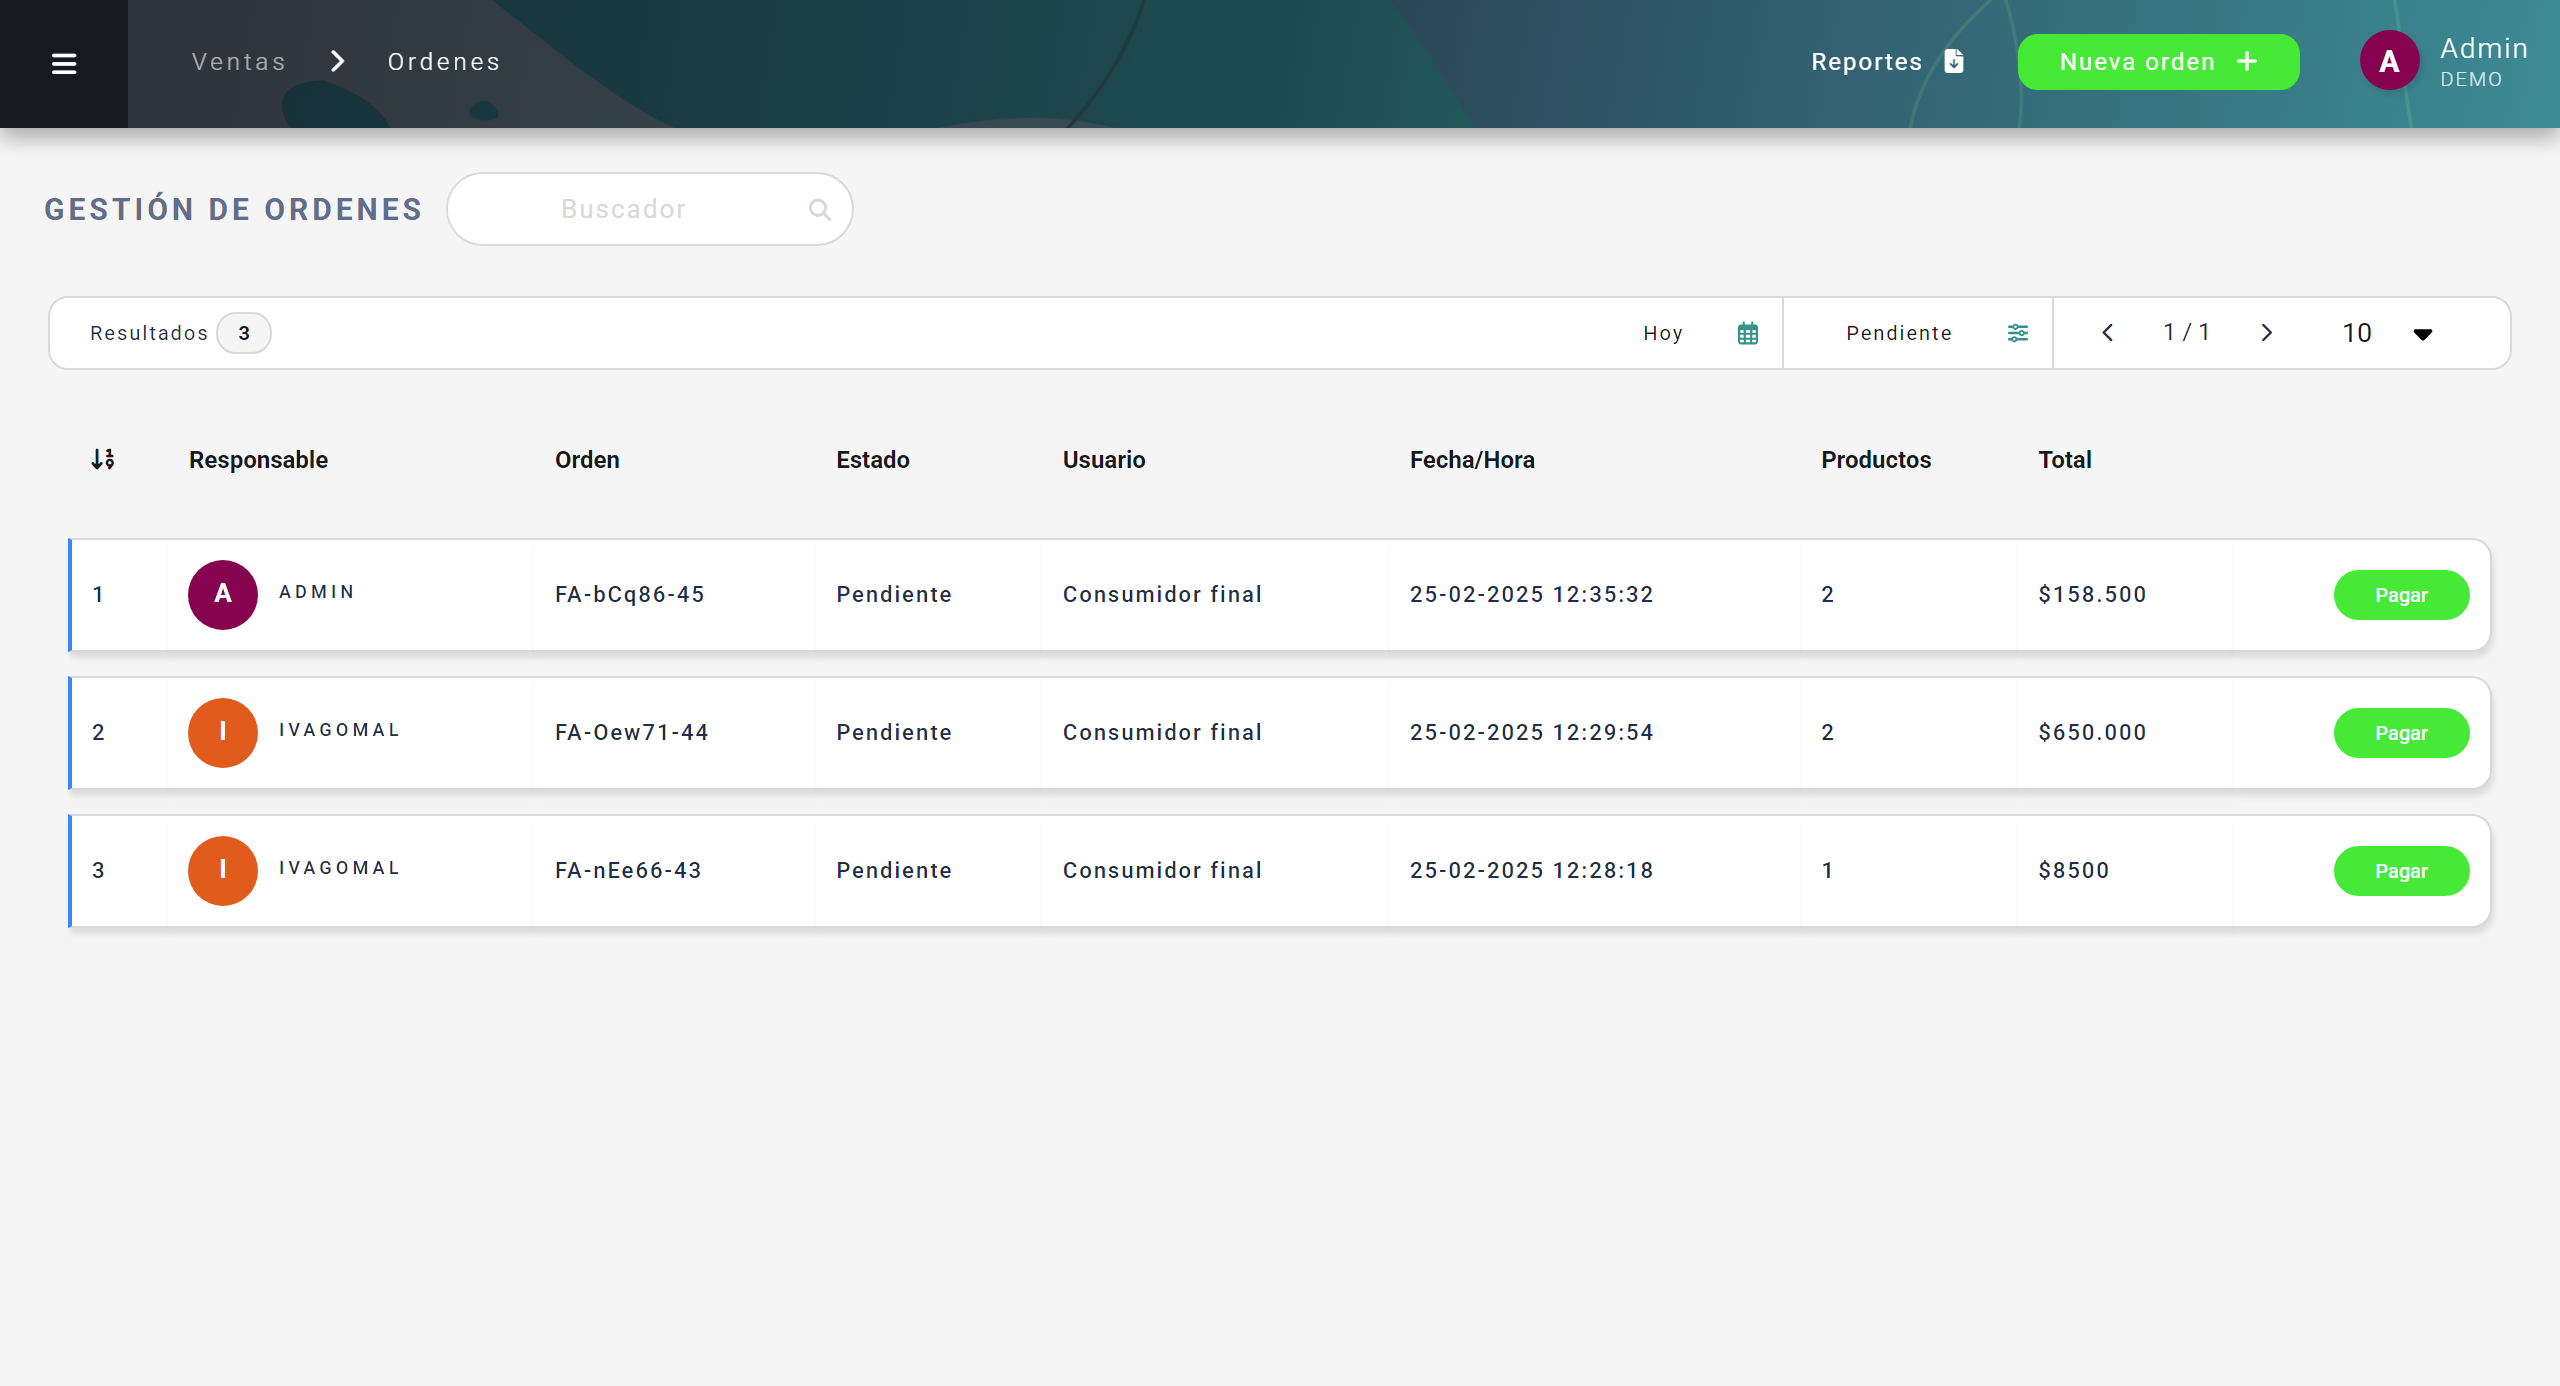 Ventas Ordenes Reportes Nueva orden A Admin
DEMO
GESTIÓN DE ORDENES Buscador
Resultados 3 Hoy Pendiente 1 / 1 10
Responsable Orden Estado Usuario Fecha/Hora Productos Total
1 A ADMIN FA-bCq86-45 Pendiente Consumidor final 25-02-2025 12:35:32 2 $158.500 Pagar
2 I IVAGOMAL FA-Oew71-44 Pendiente Consumidor final 25-02-2025 12:29:54 2 $650.000 Pagar
3 I IVAGOMAL FA-nEe66-43 Pendiente Consumidor final 25-02-2025 12:28:18 1 $8500 Pagar